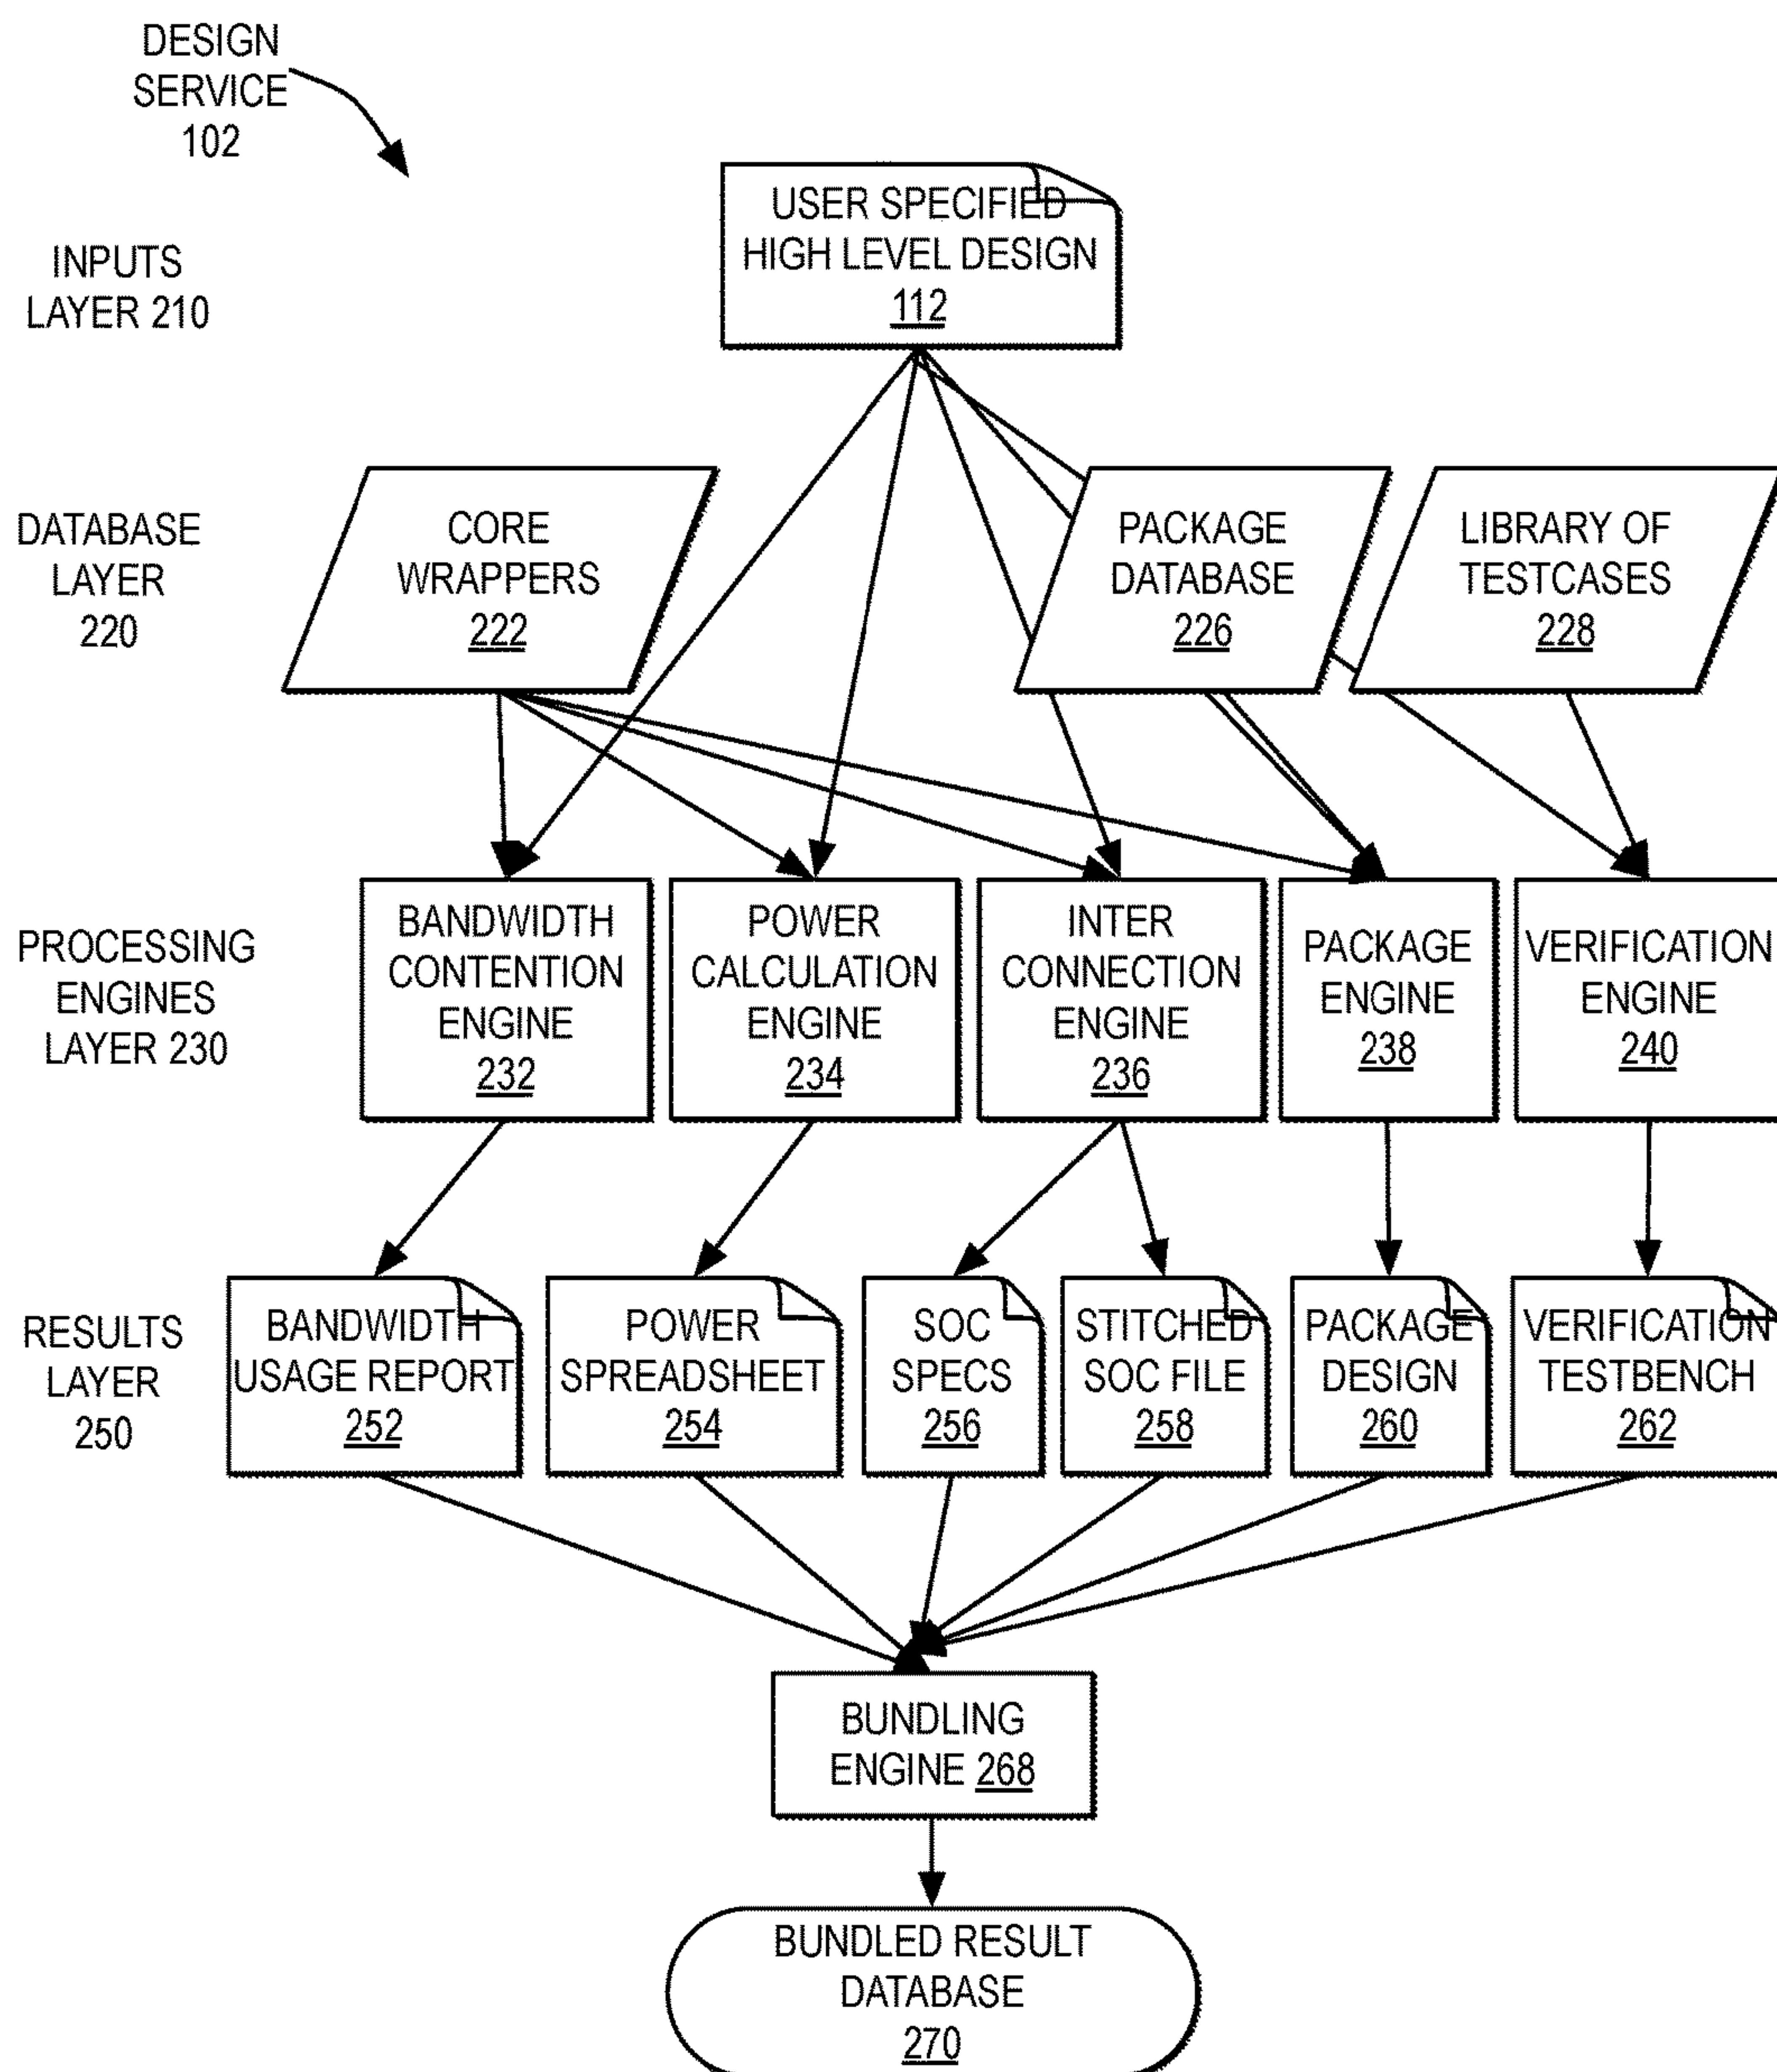 DESIGN
SERVICE
102
USER SPECIFIED
HIGH LEVEL DESIGN
112
INPUTS
LAYER 210
DATABASE
LAYER
220
CORE
WRAPPERS
222
PACKAGE
DATABASE
226
LIBRARY OF
TESTCASES
228
PROCESSING
ENGINES
LAYER 230
BANDWIDTH
CONTENTION
ENGINE
232
POWER
CALCULATION
ENGINE
234
INTER
CONNECTION
ENGINE
236
PACKAGE
ENGINE
238
VERIFICATION
ENGINE
240
RESULTS
LAYER
250
BANDWIDTH
USAGE REPORT
252
POWER
SPREADSHEET
254
SOC
SPECS
256
STITCHED
SOC FILE
258
PACKAGE
DESIGN
260
VERIFICATION
TESTBENCH
262
BUNDLING
ENGINE 268
BUNDLED RESULT
DATABASE
270